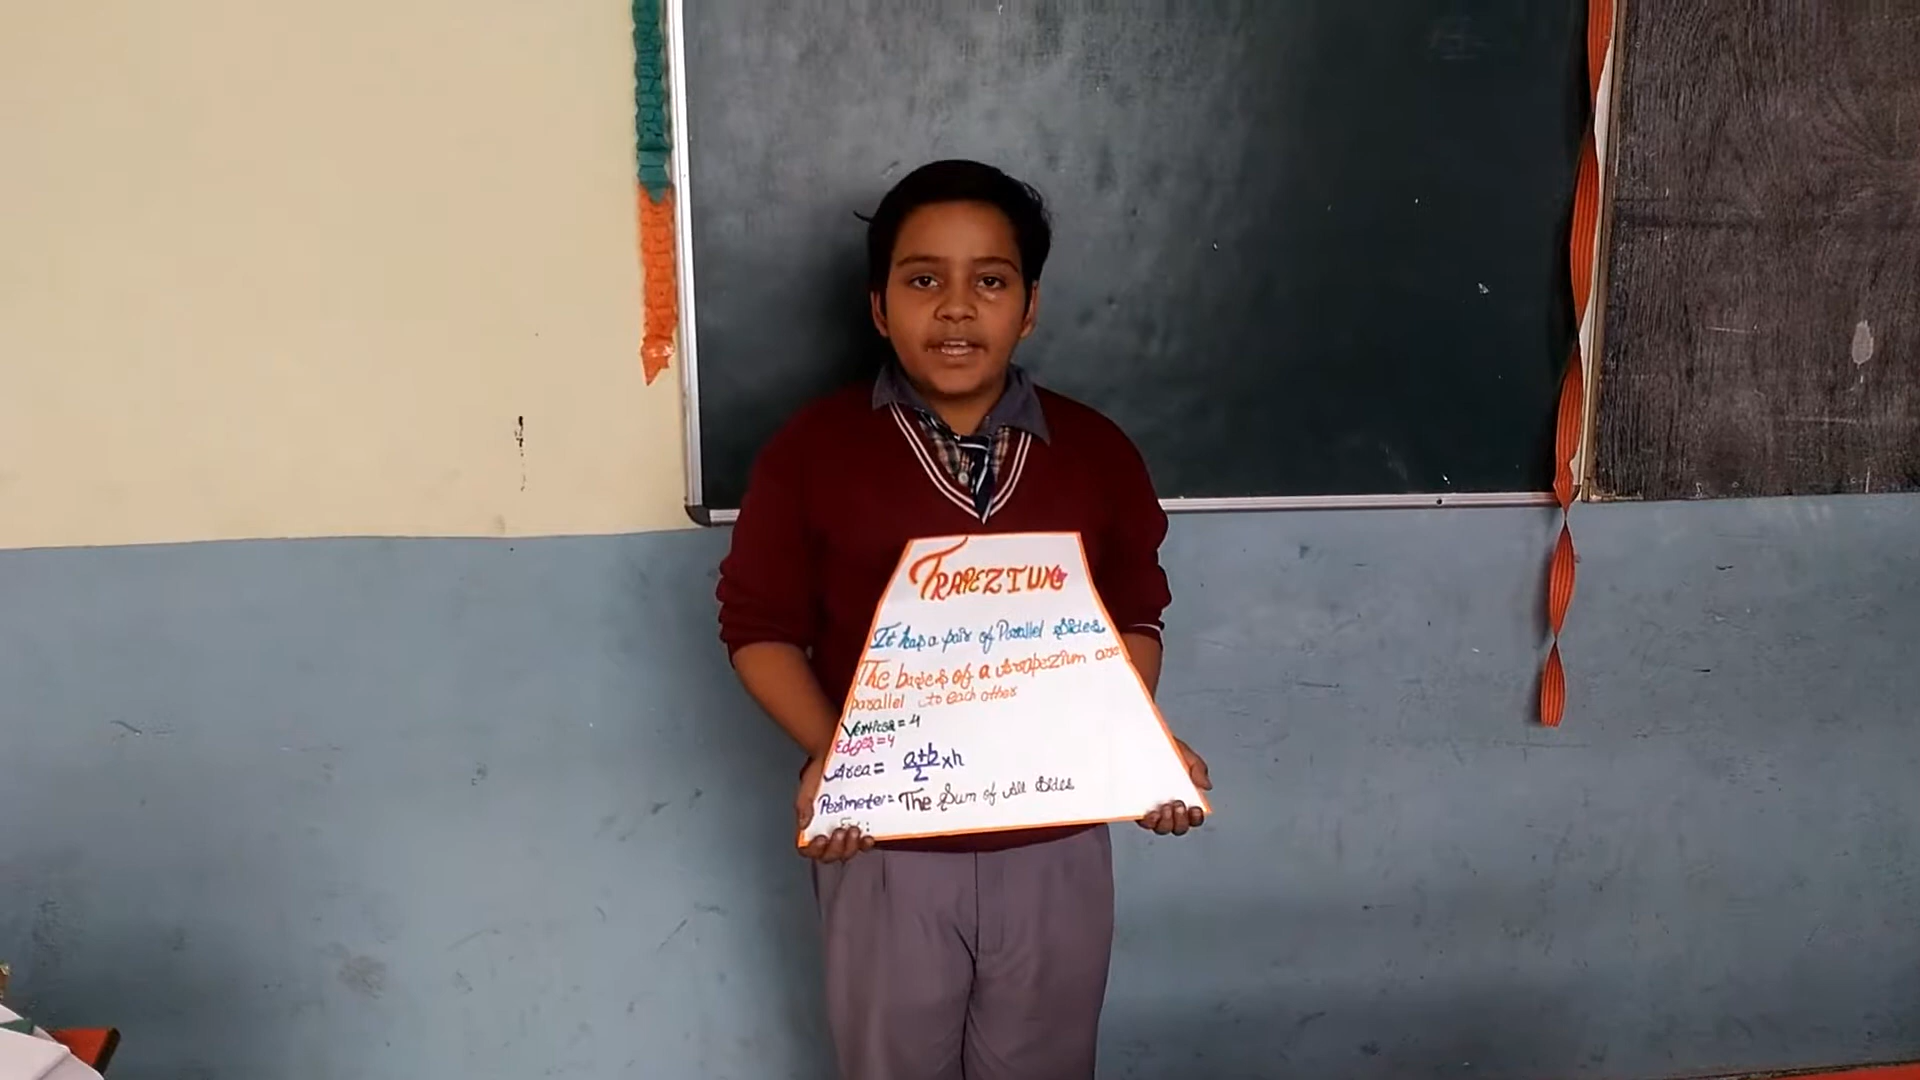 TRAPEZIUM
It has a pair of Parallel Sides
The bases of a trapezium are
parallel to each other
Vertices = 4
Edges = 4
Area = a+b/2 × h
Perimeter = The Sum of All Sides